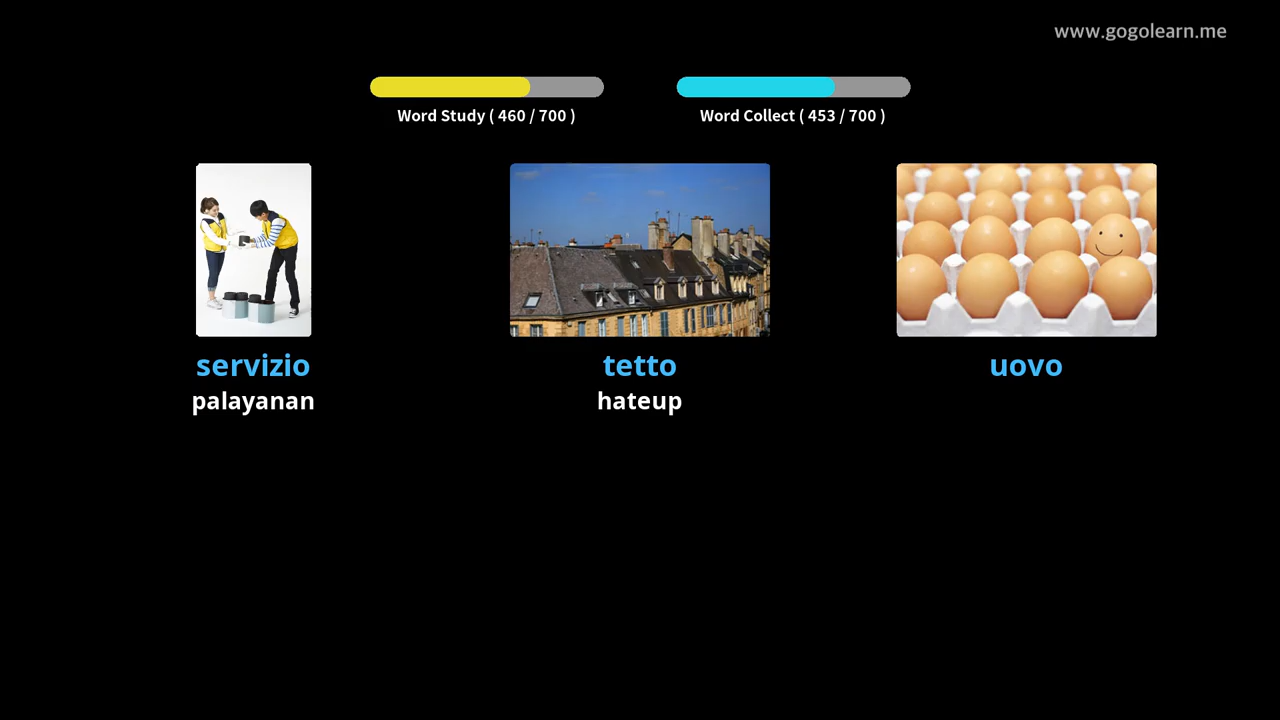 www.gogolearn.me
Word Study ( 460 / 700 )
Word Collect ( 453 / 700 )
servizio
palayanan
tetto
hateup
uovo